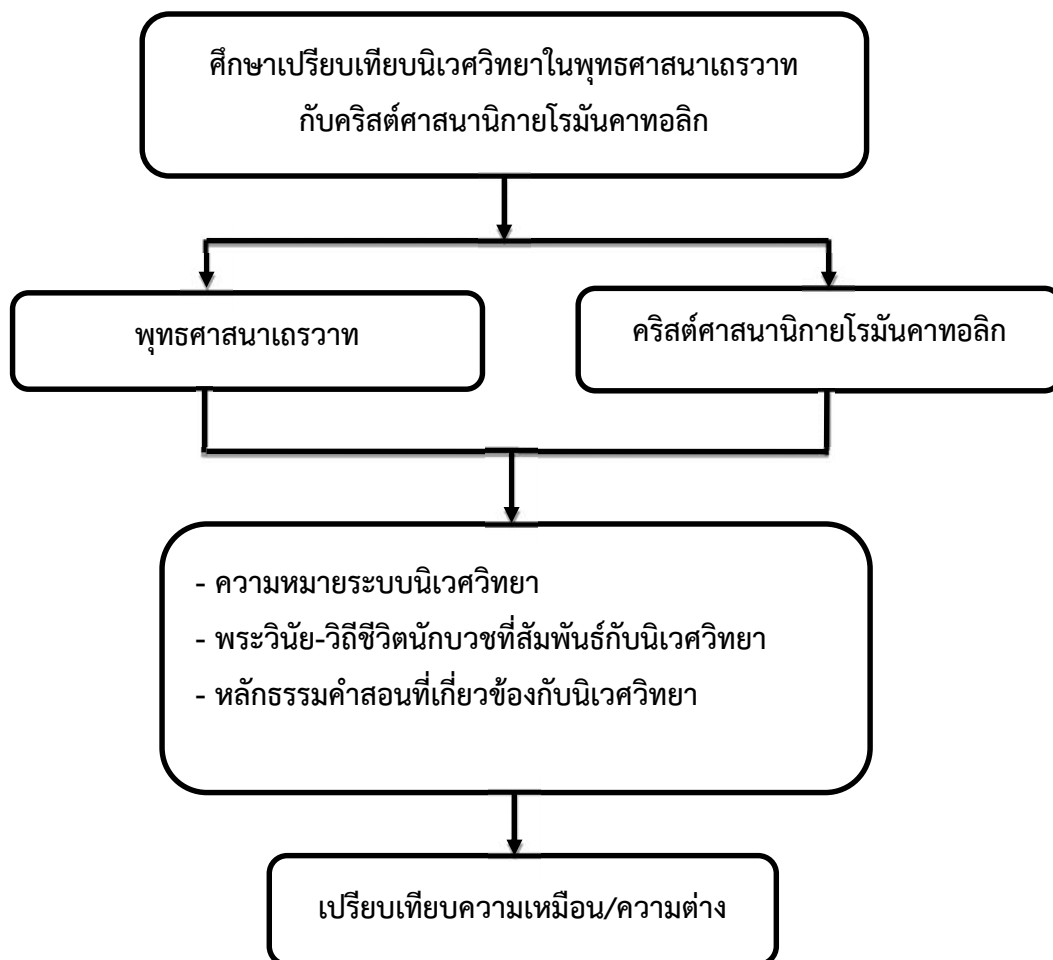 ศึกษาเปรียบเทียบนิเวศวิทยาในพุทธศาสนาเถรวาท
กับคริสต์ศาสนานิกายโรมันคาทอลิก
พุทธศาสนาเถรวาท
คริสต์ศาสนานิกายโรมันคาทอลิก
- ความหมายระบบนิเวศวิทยา
- พระวินัย-วิถีชีวิตนักบวชที่สัมพันธ์กับนิเวศวิทยา
- หลักธรรมคำสอนที่เกี่ยวข้องกับนิเวศวิทยา
เปรียบเทียบความเหมือน/ความต่าง